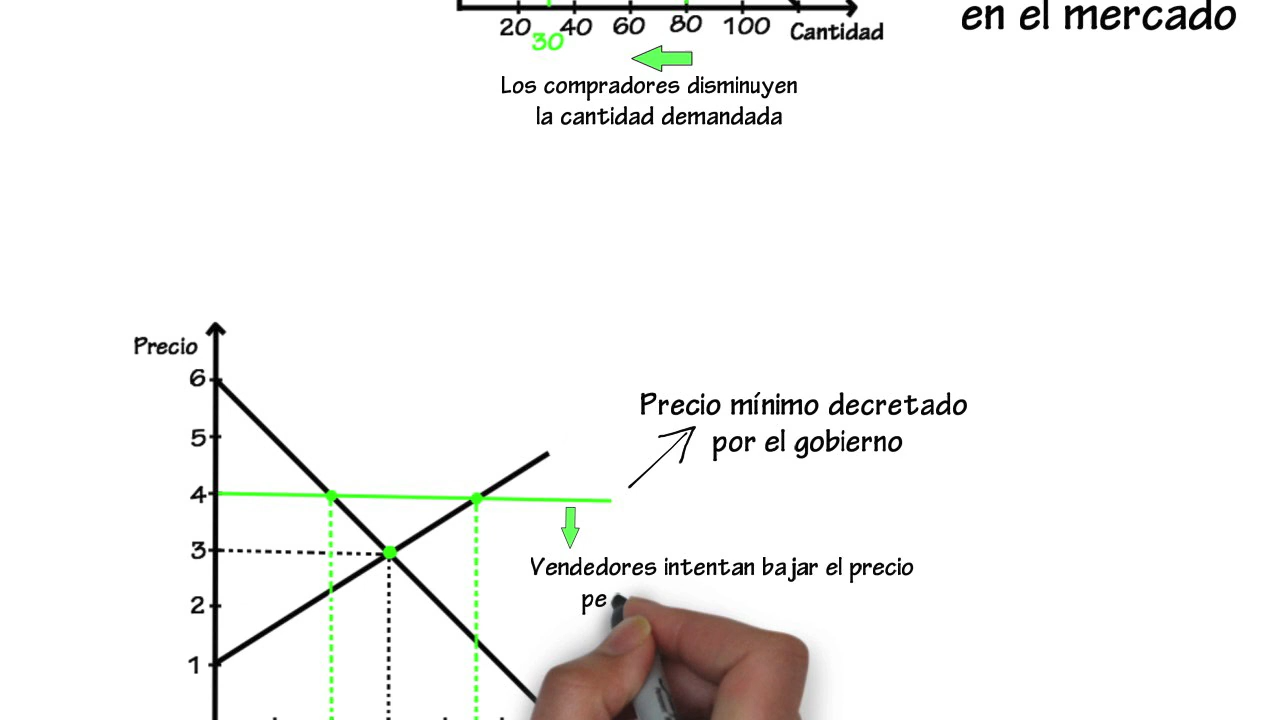 en el mercado
20 40 60 80 100 Cantidad
30
Los compradores disminuyen
la cantidad demandada
Precio
6
5
4
3
2
1
Precio mínimo decretado
por el gobierno
Vendedores intentan bajar el precio
pe